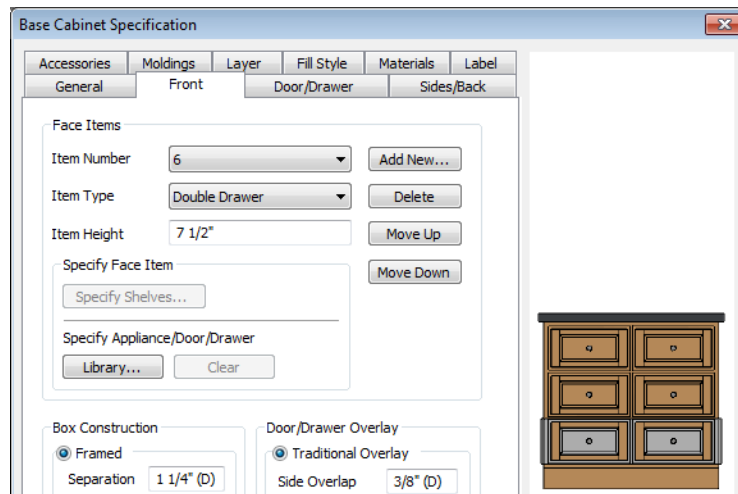 Base Cabinet Specification
Accessories Moldings Layer Fill Style Materials Label
General Front Door/Drawer Sides/Back
Face Items
Item Number 6 Add New...
Item Type Double Drawer Delete
Item Height 7 1/2" Move Up
Specify Face Item Move Down
Specify Shelves...
Specify Appliance/Door/Drawer
Library... Clear
Box Construction Door/Drawer Overlay
Framed Traditional Overlay
Separation 1 1/4" (D) Side Overlap 3/8" (D)